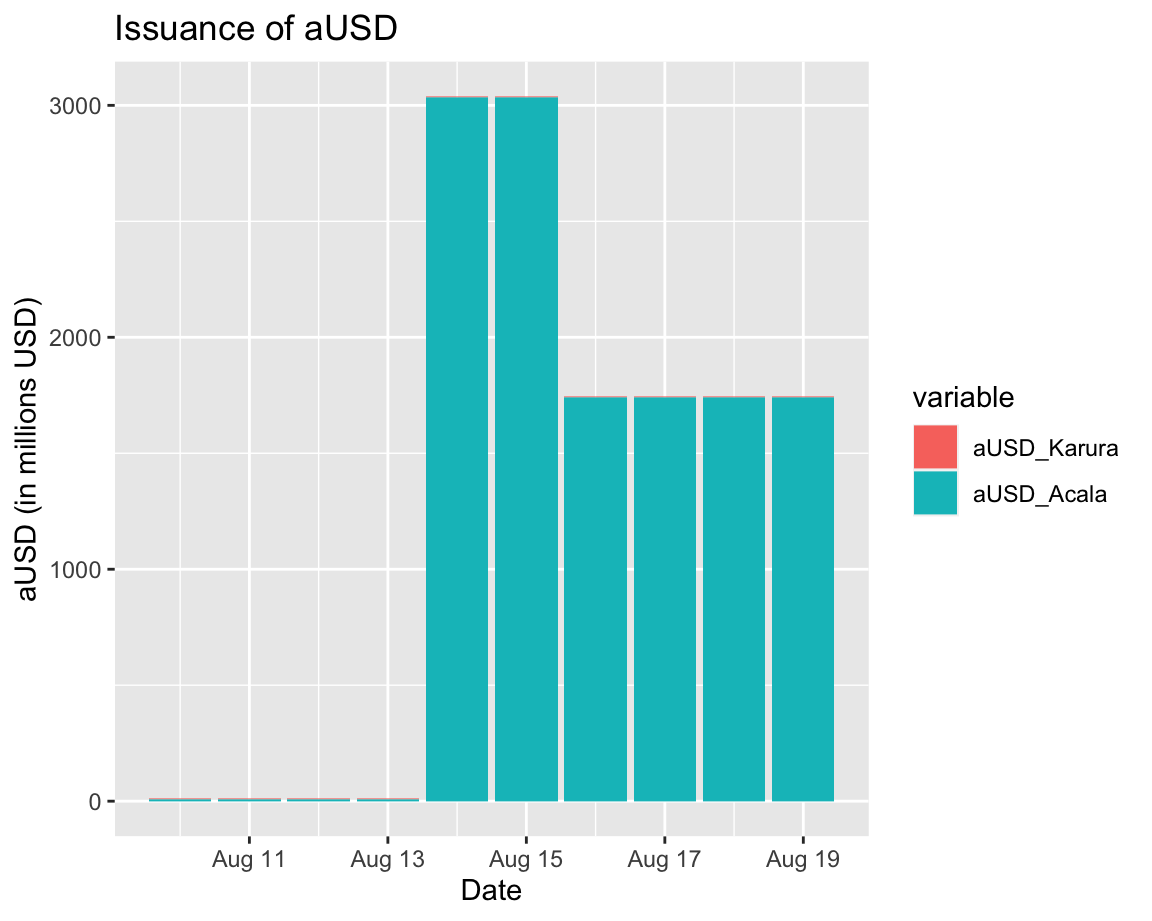 Issuance of aUSD
aUSD (in millions USD)
3000
2000
1000
0
Aug 11
Aug 13
Aug 15
Aug 17
Aug 19
Date
variable
aUSD_Karura
aUSD_Acala